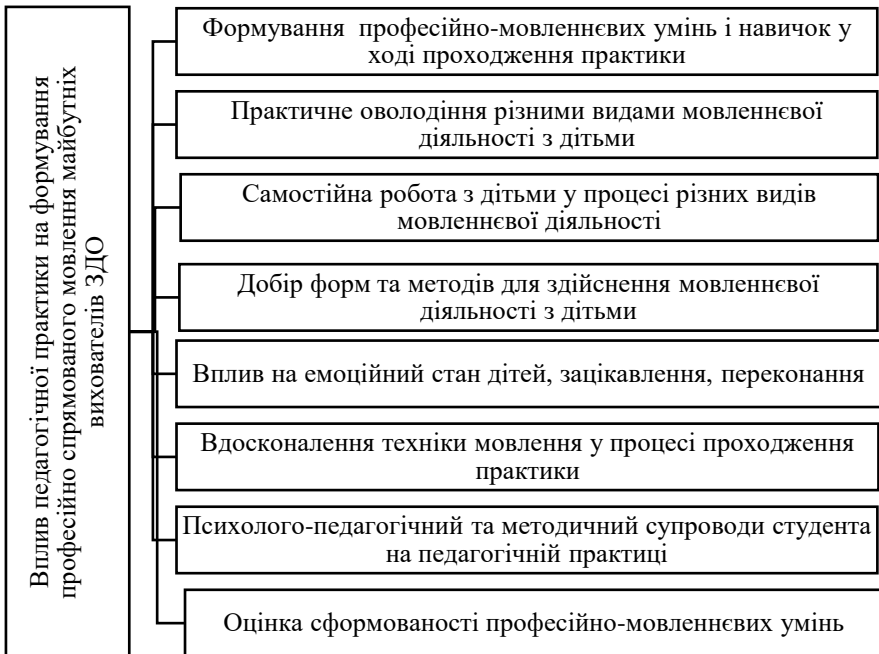 Вплив педагогічної практики на формування
професійно спрямованого мовлення майбутніх
вихователів ЗДО
Формування професійно-мовленнєвих умінь і навичок у
ході проходження практики
Практичне оволодіння різними видами мовленнєвої
діяльності з дітьми
Самостійна робота з дітьми у процесі різних видів
мовленнєвої діяльності
Добір форм та методів для здійснення мовленнєвої
діяльності з дітьми
Вплив на емоційний стан дітей, зацікавлення, переконання
Вдосконалення техніки мовлення у процесі проходження
практики
Психолого-педагогічний та методичний супроводи студента
на педагогічній практиці
Оцінка сформованості професійно-мовленнєвих умінь